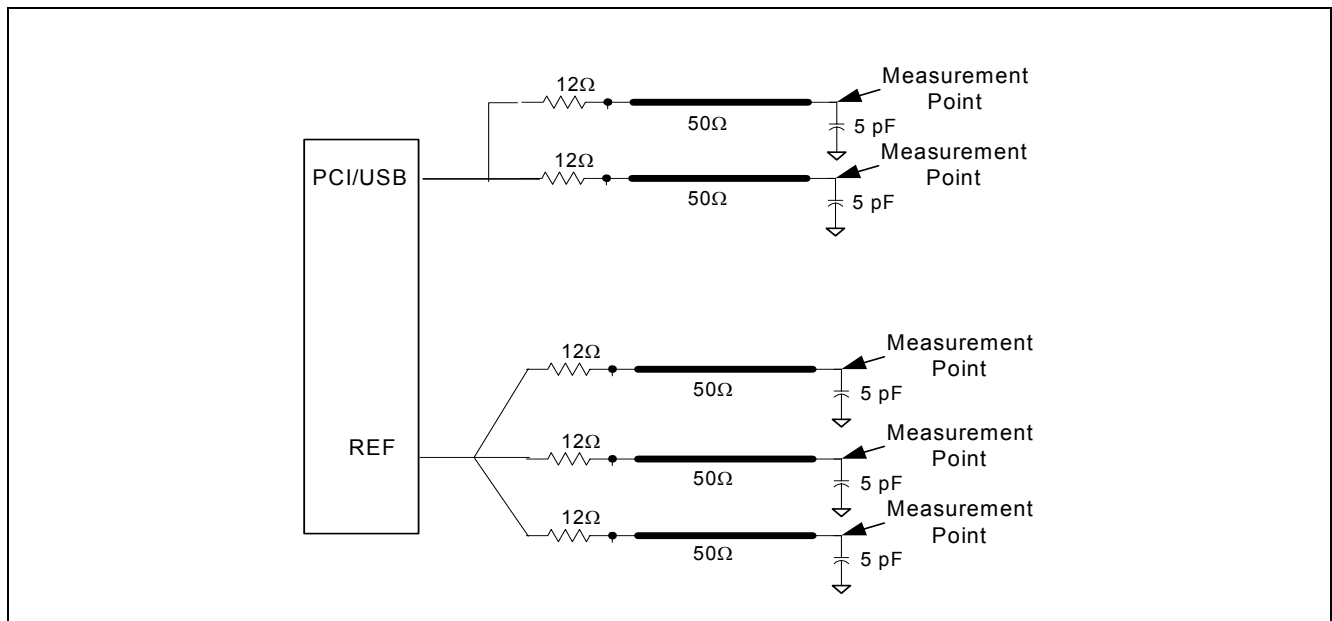 12Ω
Measurement
Point
50Ω
5 pF
PCI/USB
12Ω
Measurement
Point
50Ω
5 pF
12Ω
Measurement
Point
50Ω
5 pF
REF
12Ω
Measurement
Point
50Ω
5 pF
12Ω
Measurement
Point
50Ω
5 pF